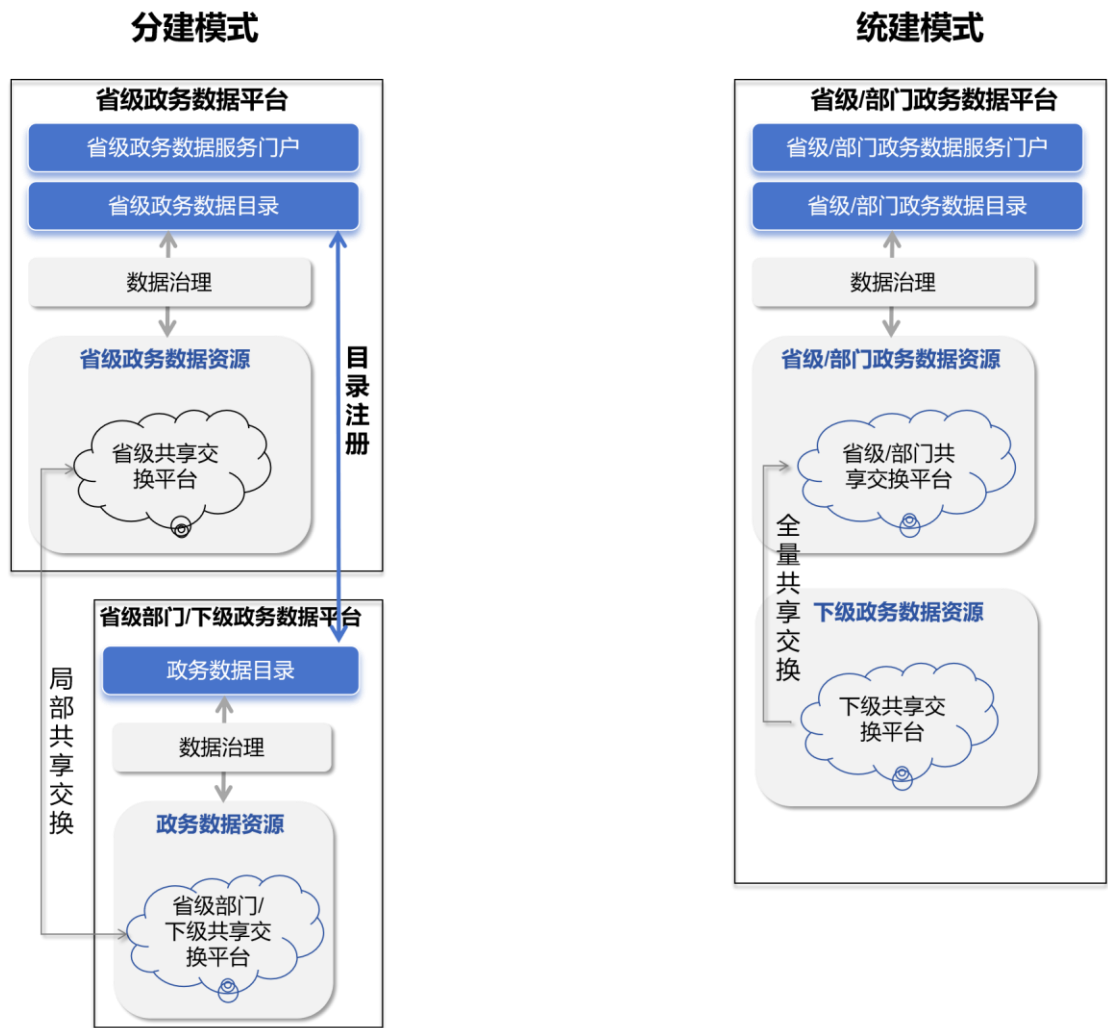 分建模式
省级政务数据平台
省级政务数据服务门户
省级政务数据目录
数据治理
省级政务数据资源
省级共享交
换平台
目录注册
省级部门/下级政务数据平台
政务数据目录
数据治理
政务数据资源
省级部门/
下级共享交
换平台
局部共享交换
统建模式
省级/部门政务数据平台
省级/部门政务数据服务门户
省级/部门政务数据目录
数据治理
省级/部门政务数据资源
省级/部门共
享交换平台
全量共享交换
下级政务数据资源
下级共享交
换平台